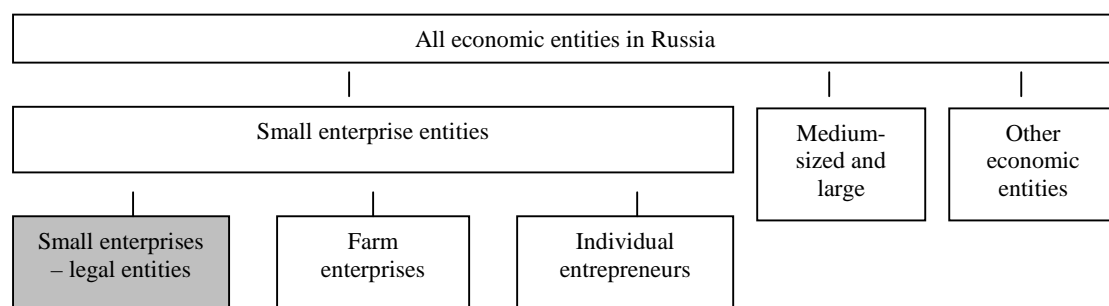 All economic entities in Russia
Small enterprise entities
Medium-
sized and
large
Other
economic
entities
Small enterprises
– legal entities
Farm
enterprises
Individual
entrepreneurs